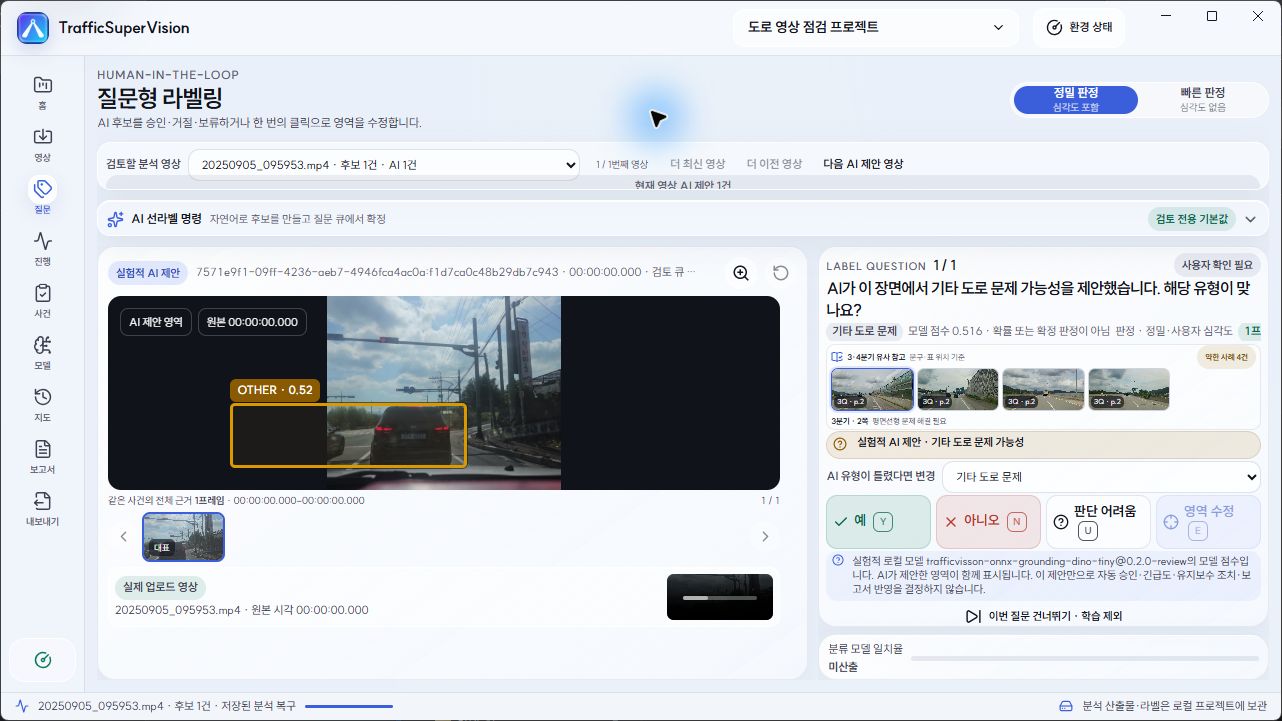 TrafficSuperVision
도로 영상 점검 프로젝트
환경 상태
홈
영상
질문
진행
사건
모델
지도
보고서
내보내기
HUMAN-IN-THE-LOOP
질문형 라벨링
AI 후보를 승인·거절·보류하거나 한 번의 클릭으로 영역을 수정합니다.
정밀 판정
심각도 포함
빠른 판정
심각도 없음
검토할 분석 영상
20250905_095953.mp4 · 후보 1건 · AI 1건
1 / 1번째 영상
더 최신 영상
더 이전 영상
다음 AI 제안 영상
현재 영상 AI 제안 1건
AI 선라벨 명령 자연어로 후보를 만들고 질문 큐에서 확정
검토 전용 기본값
실험적 AI 제안
7571e9f1-09ff-4236-aeb7-4946fca4ac0a:f1d7ca0c48b29db7c943 · 00:00:00.000 · 검토 큐 ···
AI 제안 영역
원본 00:00:00.000
OTHER · 0.52
같은 사건의 전체 근거 1프레임 · 00:00:00.000–00:00:00.000
1 / 1
대표
실제 업로드 영상
20250905_095953.mp4 · 원본 시각 00:00:00.000
LABEL QUESTION 1 / 1
사용자 확인 필요
AI가 이 장면에서 기타 도로 문제 가능성을 제안했습니다. 해당 유형이 맞
나요?
기타 도로 문제 모델 점수 0.516 · 확률 또는 확정 판정이 아님 판정 · 정밀·사용자 심각도 1프
3·4분기 유사 참고 문구·표 위치 기준
약한 사례 4건
3Q · p.2
3Q · p.2
3Q · p.2
3Q · p.2
3분기 · 2쪽 평면선형 문제 해결 필요
실험적 AI 제안 · 기타 도로 문제 가능성
AI 유형이 틀렸다면 변경
기타 도로 문제
예 Y
아니오 N
판단 어려움
U
영역 수정
E
실험적 로컬 모델 trafficvisson-onnx-grounding-dino-tiny@0.2.0-review의 모델 점수입니
다. AI가 제안한 영역이 함께 표시됩니다. 이 제안만으로 자동 승인·긴급도·유지보수 조치·보
고서 반영을 결정하지 않습니다.
이번 질문 건너뛰기 · 학습 제외
분류 모델 일치율
미산출
20250905_095953.mp4 · 후보 1건 · 저장된 분석 복구
분석 산출물·라벨은 로컬 프로젝트에 보관